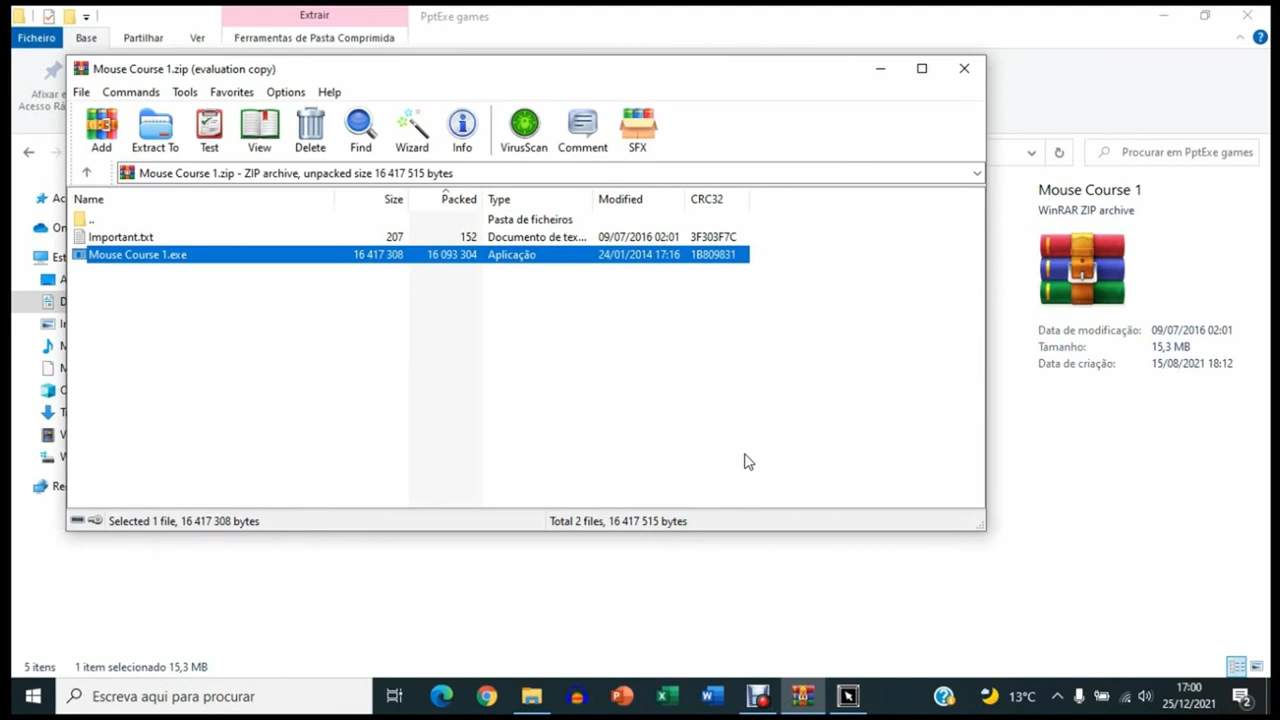 Extrair
PptExe games
Ficheiro
Base
Partilhar
Ver
Ferramentas de Pasta Comprimida
Mouse Course 1.zip (evaluation copy)
File
Commands
Tools
Favorites
Options
Help
Add
Extract To
Test
View
Delete
Find
Wizard
Info
VirusScan
Comment
SFX
Mouse Course 1.zip - ZIP archive, unpacked size 16 417 515 bytes
Procurar em PptExe games
Name Size Packed Type Modified CRC32
.. Pasta de ficheiros
Important.txt 207 152 Documento de tex... 09/07/2016 02:01 3F303F7C
Mouse Course 1.exe 16 417 308 16 093 304 Aplicação 24/01/2014 17:16 1B809831
Selected 1 file, 16 417 308 bytes
Total 2 files, 16 417 515 bytes
Mouse Course 1
WinRAR ZIP archive
Data de modificação: 09/07/2016 02:01
Tamanho: 15,3 MB
Data de criação: 15/08/2021 18:12
5 itens
1 item selecionado 15,3 MB
Escreva aqui para procurar
13°C
17:00
25/12/2021
2